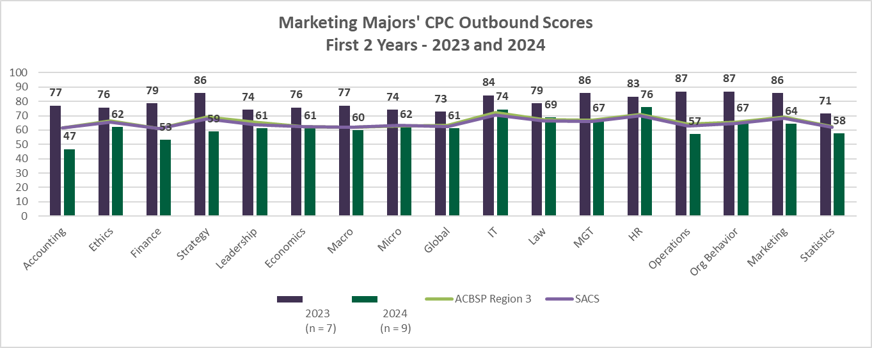 Marketing Majors' CPC Outbound Scores
First 2 Years - 2023 and 2024
100
90
80
70
60
50
40
30
20
10
0
77 76 79 86 74 76 77 74 73 84 79 86 83 87 87 86 71
47 62 53 59 61 61 60 62 61 74 69 67 76 57 67 64 58
Accounting
Ethics
Finance
Strategy
Leadership
Economics
Macro
Micro
Global
IT
Law
MGT
HR
Operations
Org Behavior
Marketing
Statistics
2023
(n = 7)
2024
(n = 9)
ACBSP Region 3
SACS